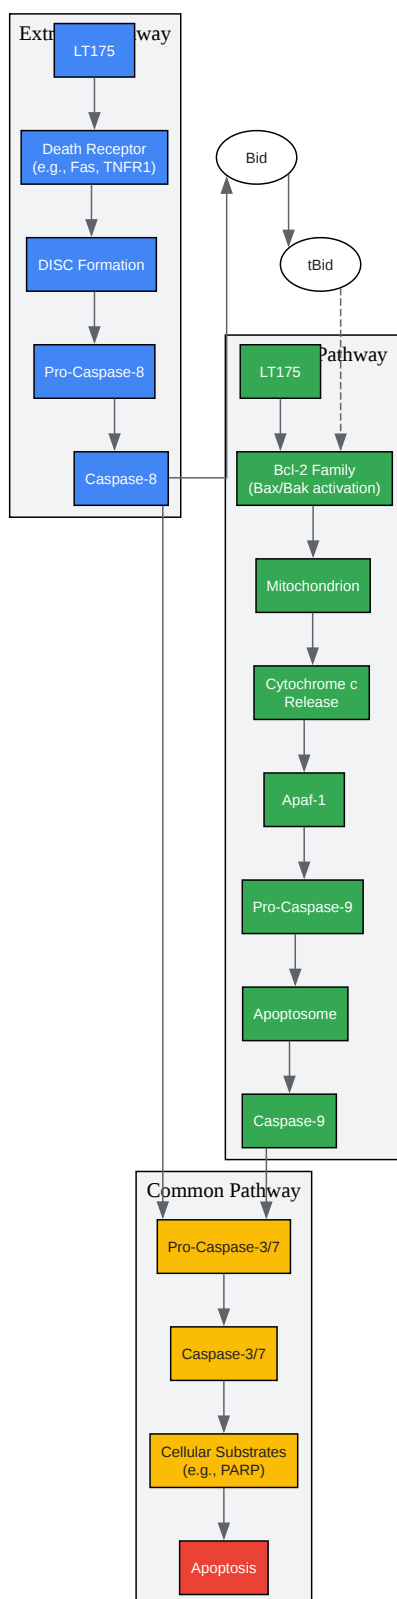 LT175
Death Receptor
(e.g., Fas, TNFR1)
DISC Formation
Pro-Caspase-8
Caspase-8
Bid
tBid
Pathway
LT175
Bcl-2 Family
(Bax/Bak activation)
Mitochondrion
Cytochrome c
Release
Apaf-1
Pro-Caspase-9
Apoptosome
Caspase-9
Common Pathway
Pro-Caspase-3/7
Caspase-3/7
Cellular Substrates
(e.g., PARP)
Apoptosis